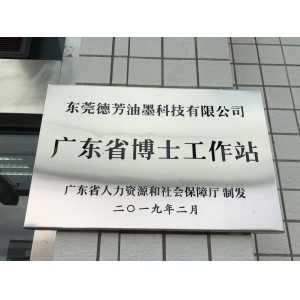 东莞德芳油墨科技有限公司
广东省博士工作站
广东省人力资源和社会保障厅 制发
二〇一九年二月